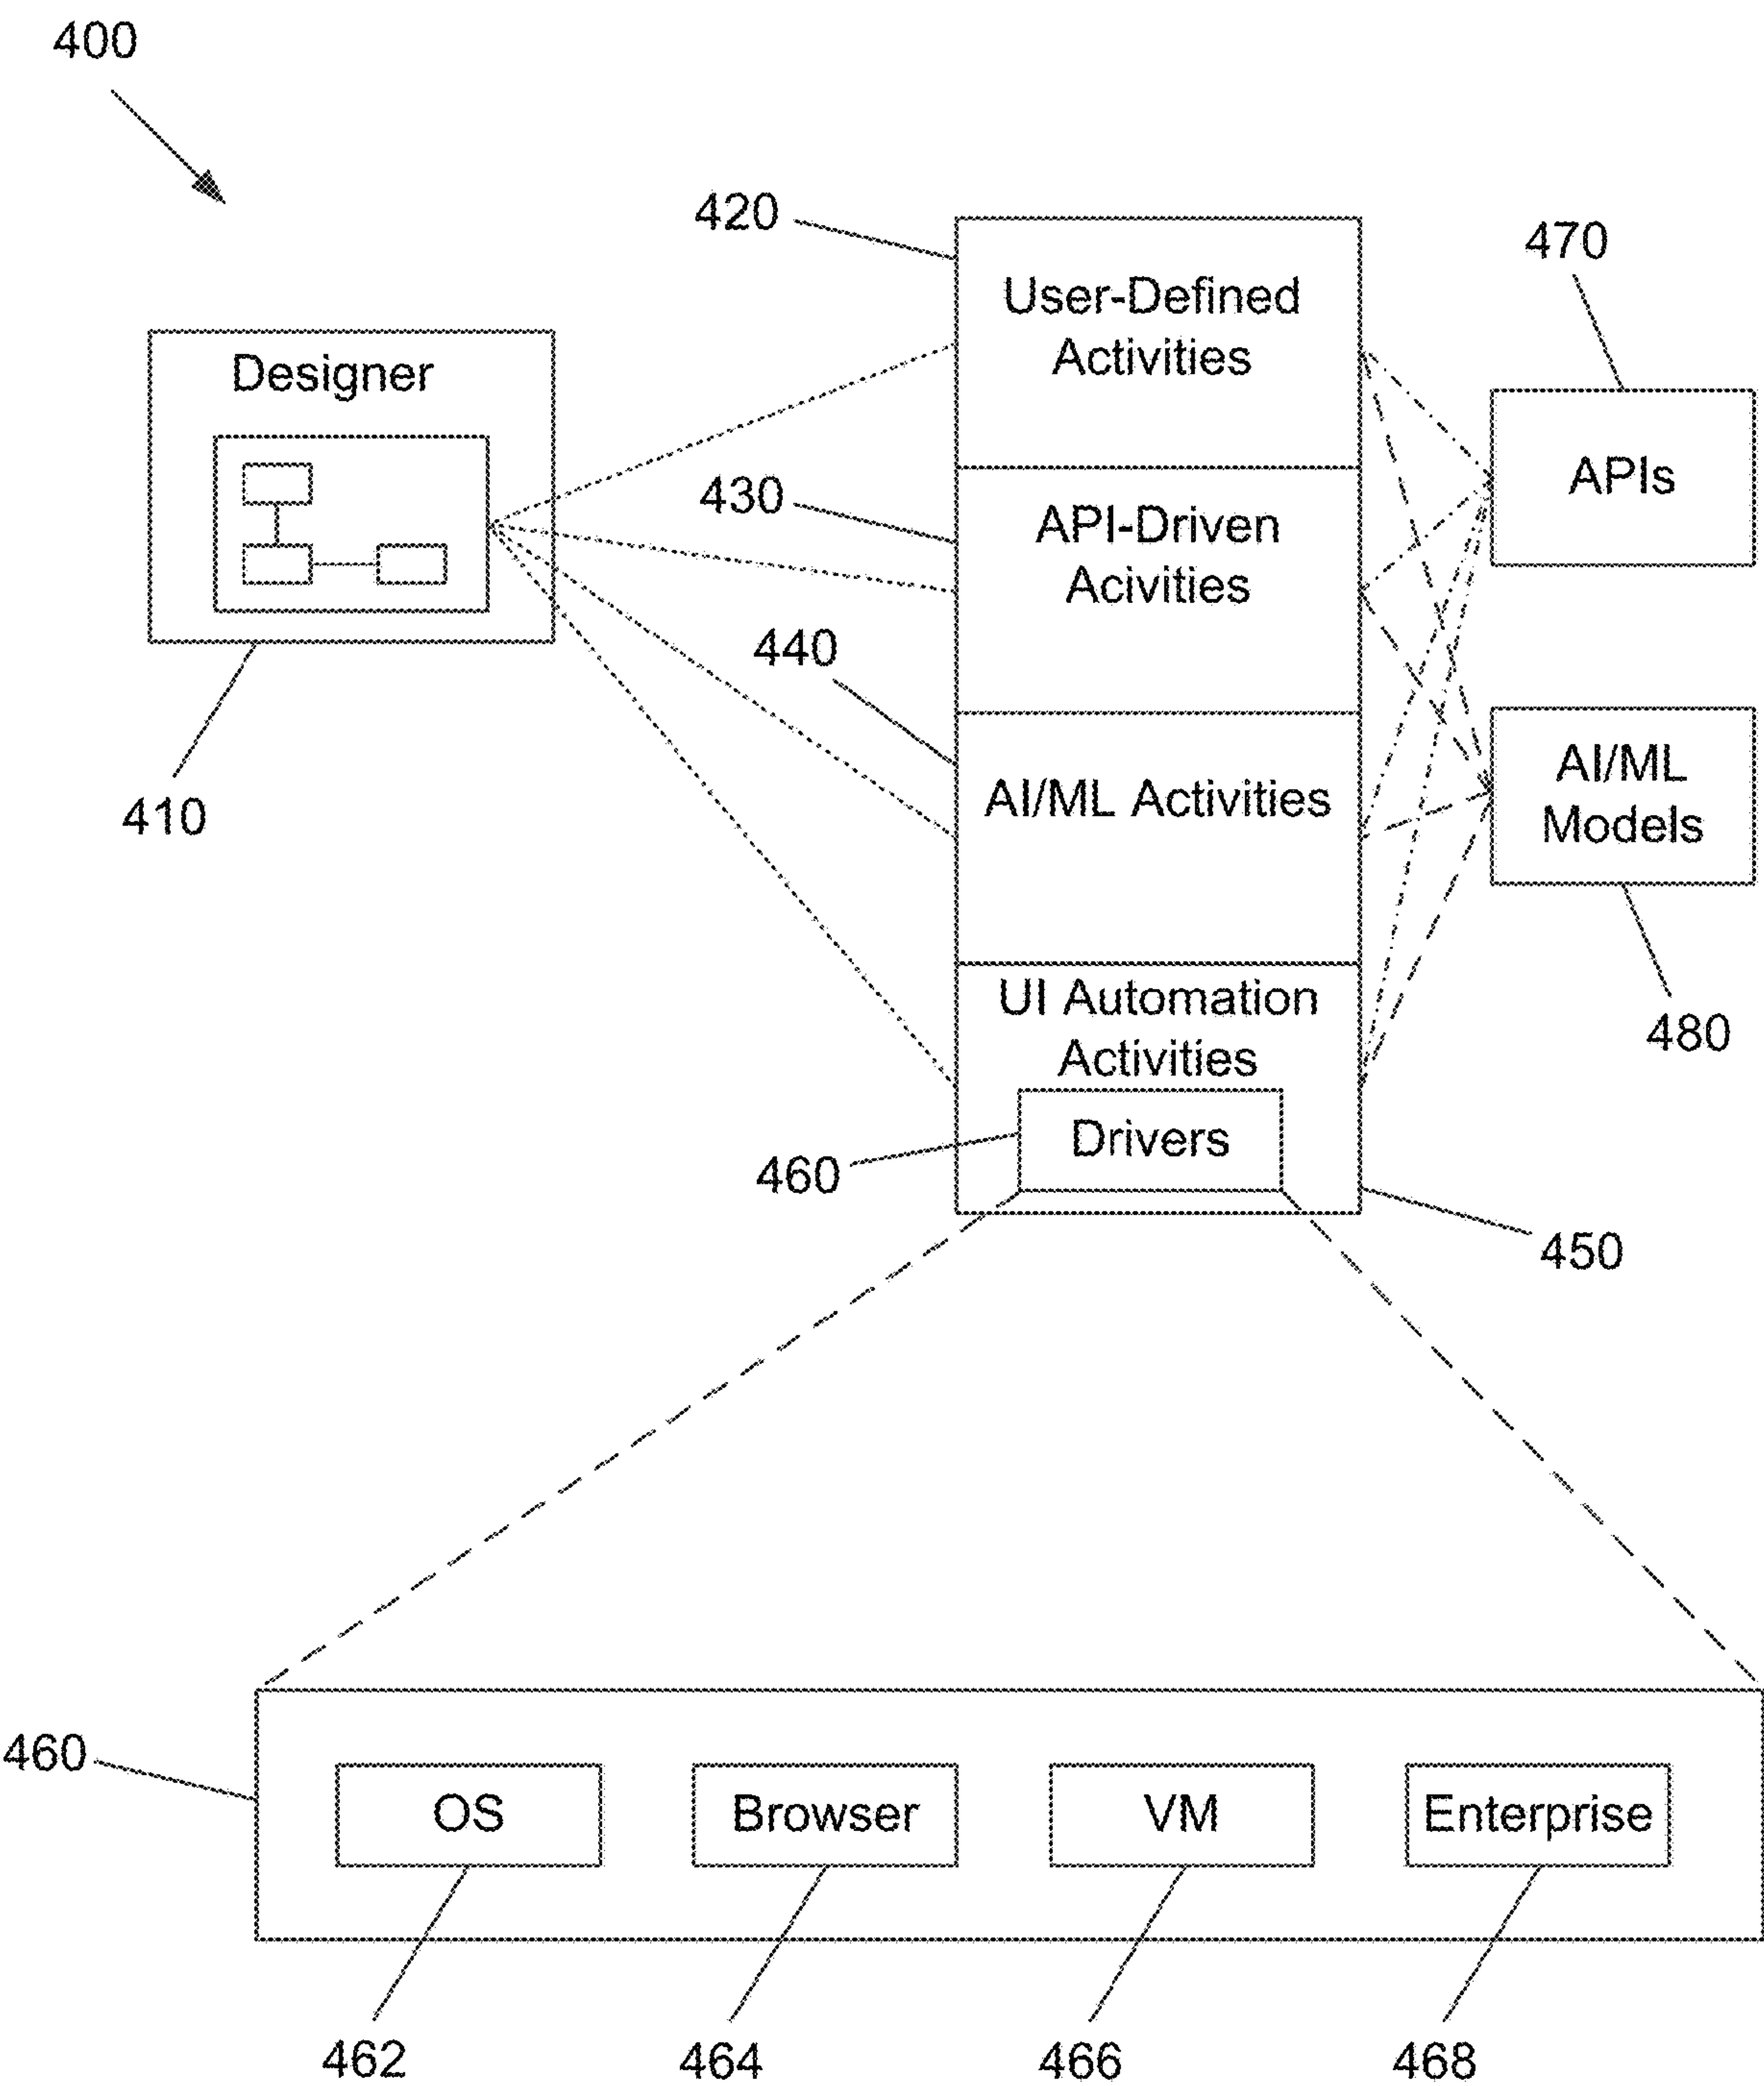 400
420
User-Defined
Activities
470
Designer
APIs
430
API-Driven
Acivities
410
440
AI/ML Activities
AI/ML
Models
480
UI Automation
Activities
Drivers
460
450
460
OS
Browser
VM
Enterprise
462
464
466
468